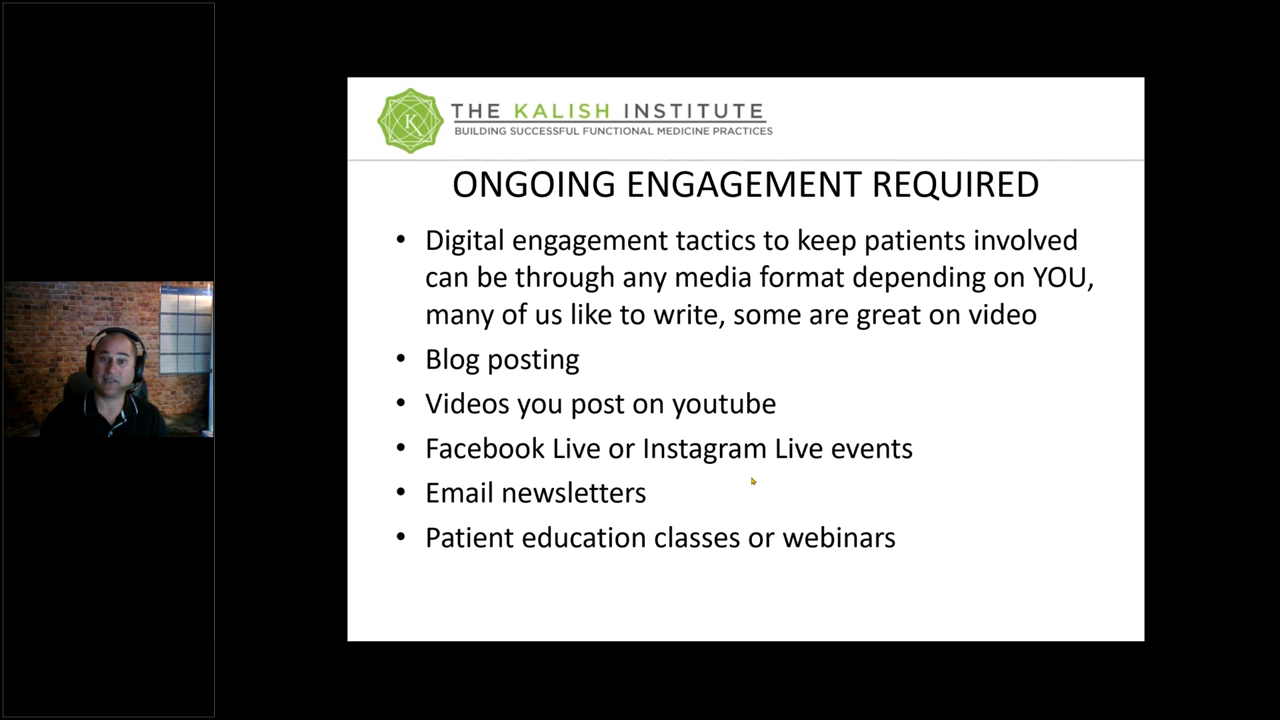 THE KALISH INSTITUTE
BUILDING SUCCESSFUL FUNCTIONAL MEDICINE PRACTICES
K
ONGOING ENGAGEMENT REQUIRED
• Digital engagement tactics to keep patients involved
can be through any media format depending on YOU,
many of us like to write, some are great on video
• Blog posting
• Videos you post on youtube
• Facebook Live or Instagram Live events
• Email newsletters
• Patient education classes or webinars